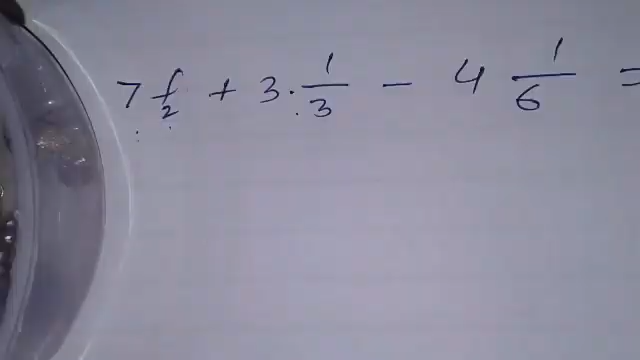 7 1/2 + 3 · 1/3 - 4 1/6 =